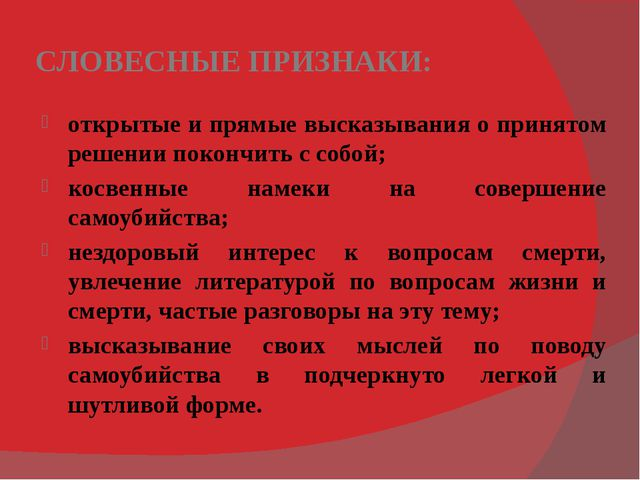 СЛОВЕСНЫЕ ПРИЗНАКИ:
открытые и прямые высказывания о принятом
решении покончить с собой;
косвенные намеки на совершение
самоубийства;
нездоровый интерес к вопросам смерти,
увлечение литературой по вопросам жизни и
смерти, частые разговоры на эту тему;
высказывание своих мыслей по поводу
самоубийства в подчеркнуто легкой и
шутливой форме.